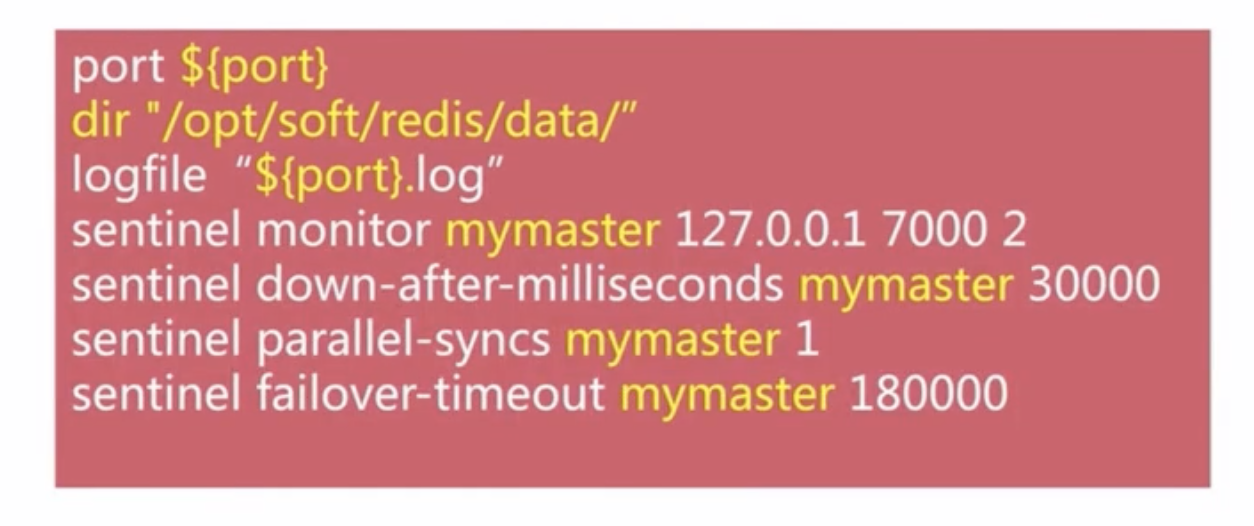 port ${port}
dir "/opt/soft/redis/data/”
logfile “${port}.log”
sentinel monitor mymaster 127.0.0.1 7000 2
sentinel down-after-milliseconds mymaster 30000
sentinel parallel-syncs mymaster 1
sentinel failover-timeout mymaster 180000